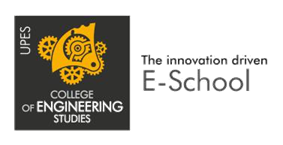 UPES
COLLEGE
OF ENGINEERING
STUDIES
The innovation driven
E-School